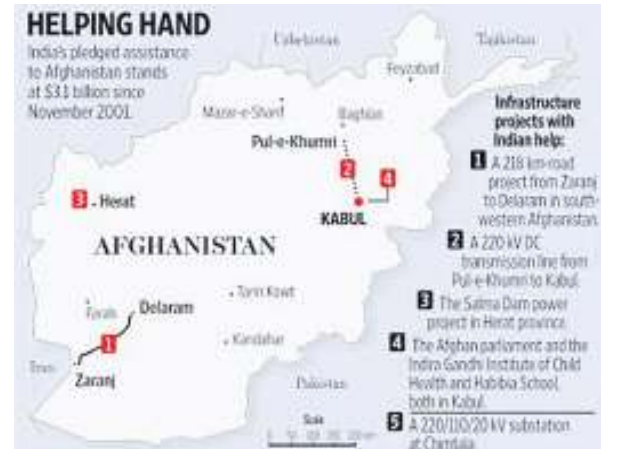 HELPING HAND
India's pledged assistance
to Afghanistan stands
at $3.1 billion since
November 2001.
Uzbekistan
Tajikistan
Feyzabad
Mazar-e-Sharif
Baghlan
Pul-e-Khumri
2
4
3
Herat
KABUL
AFGHANISTAN
Tarin Kowt
Farah
Delaram
1
Kandahar
Iran
Zaranj
Pakistan
Scale
Infrastructure
projects with
Indian help:
1 A 218 km-road
project from Zaranj
to Delaram in south-
western Afghanistan.
2 A 220 kV DC
transmission line from
Pul-e-Khumri to Kabul.
3 The Salma Dam power
project in Herat province.
4 The Afghan parliament and the
Indira Gandhi Institute of Child
Health and Habibia School,
both in Kabul.
5 A 220/110/20 kV substation
at Chimtala.